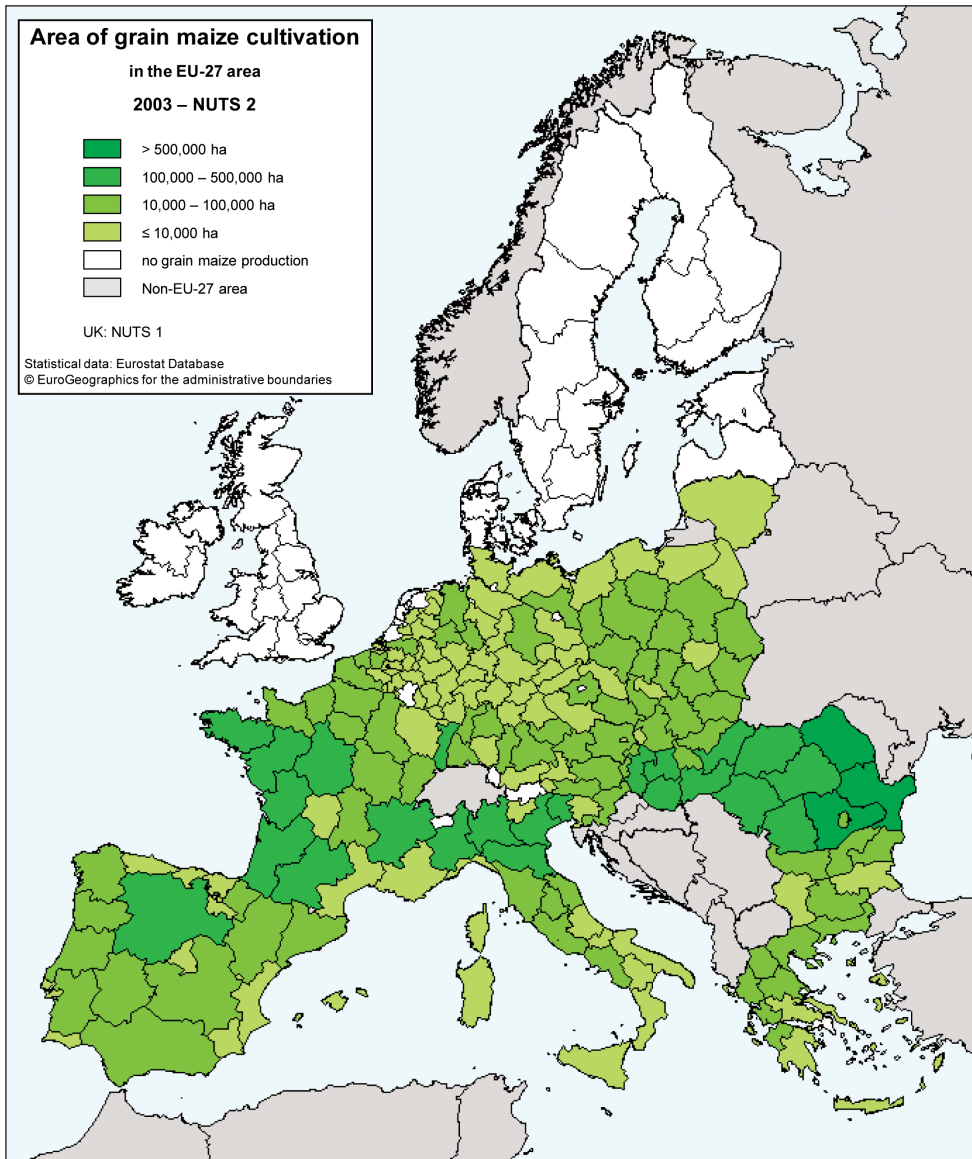 Area of grain maize cultivation
in the EU-27 area
2003 – NUTS 2
> 500,000 ha
100,000 – 500,000 ha
10,000 – 100,000 ha
≤ 10,000 ha
no grain maize production
Non-EU-27 area
UK: NUTS 1
Statistical data: Eurostat Database
© EuroGeographics for the administrative boundaries